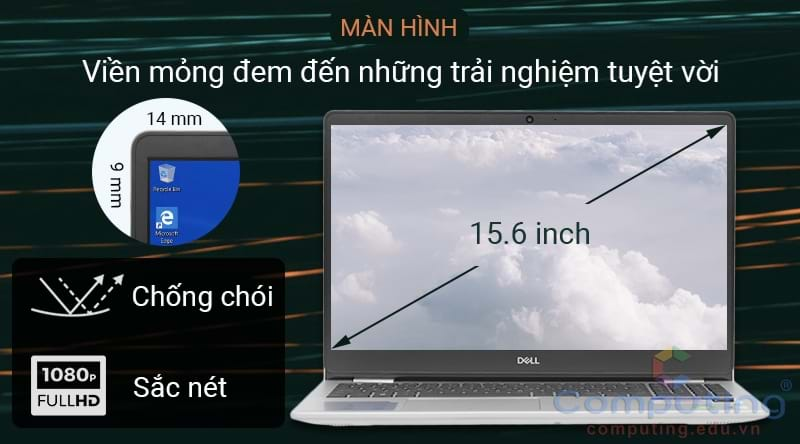 MÀN HÌNH
Viền mỏng đem đến những trải nghiệm tuyệt vời
14 mm
9 mm
Recycle Bin
Microsoft
Edge
15.6 inch
Chống chói
1080P
FULLHD
Sắc nét
DELL
Computing®
computing.edu.vn